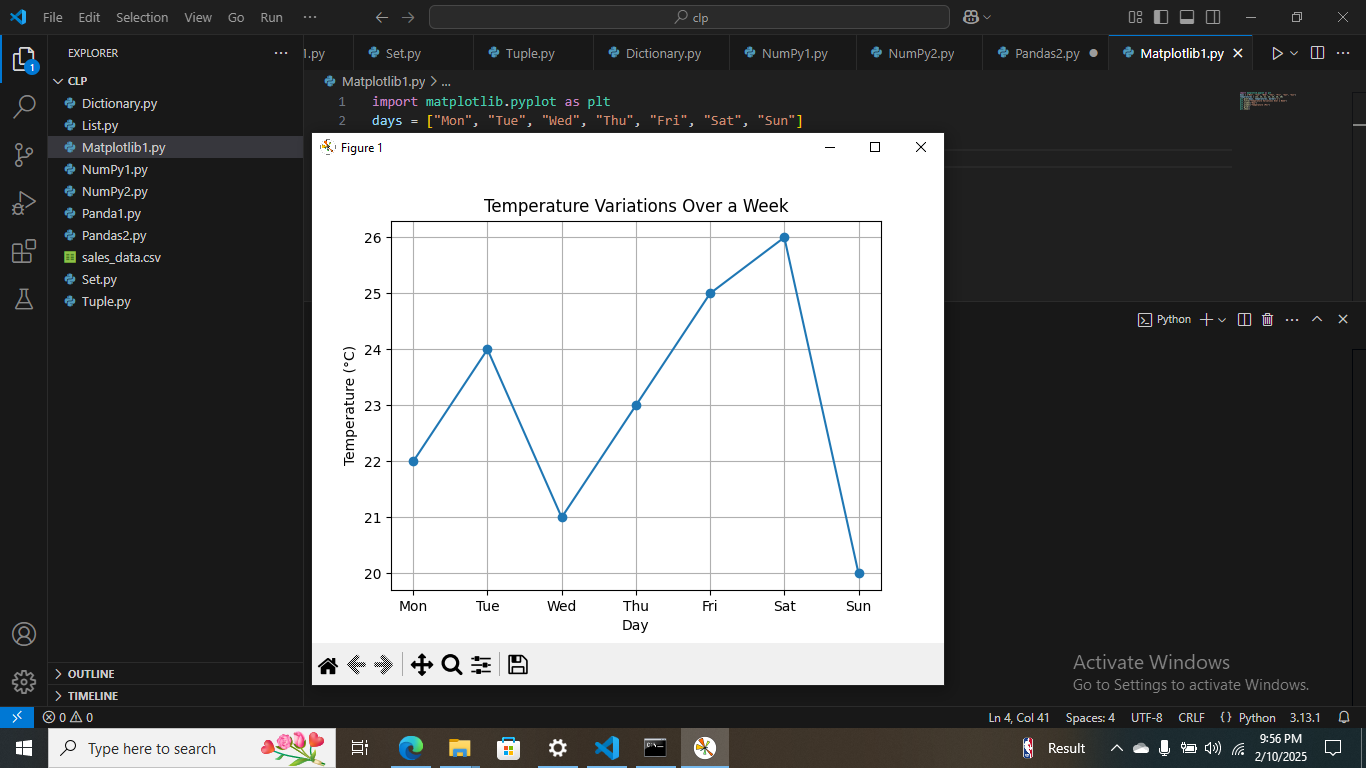 File Edit Selection View Go Run ··· clp
EXPLORER ···
CLP
Dictionary.py
List.py
Matplotlib1.py
NumPy1.py
NumPy2.py
Panda1.py
Pandas2.py
sales_data.csv
Set.py
Tuple.py
OUTLINE
TIMELINE
1
1.py Set.py Tuple.py Dictionary.py NumPy1.py NumPy2.py Pandas2.py Matplotlib1.py
Matplotlib1.py > ...
1 import matplotlib.pyplot as plt
2 days = ["Mon", "Tue", "Wed", "Thu", "Fri", "Sat", "Sun"]
Figure 1
Temperature Variations Over a Week
26
25
24
23
22
21
20
Temperature (°C)
Mon Tue Wed Thu Fri Sat Sun
Day
Python
Activate Windows
Go to Settings to activate Windows.
0 0 Ln 4, Col 41 Spaces: 4 UTF-8 CRLF {} Python 3.13.1
Type here to search
Result
9:56 PM
2/10/2025